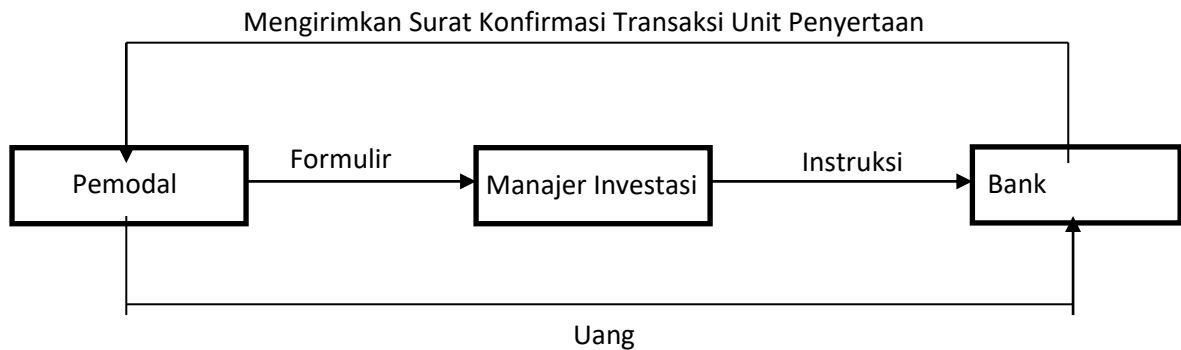 Mengirimkan Surat Konfirmasi Transaksi Unit Penyertaan
Formulir
Instruksi
Pemodal
Manajer Investasi
Bank
Uang